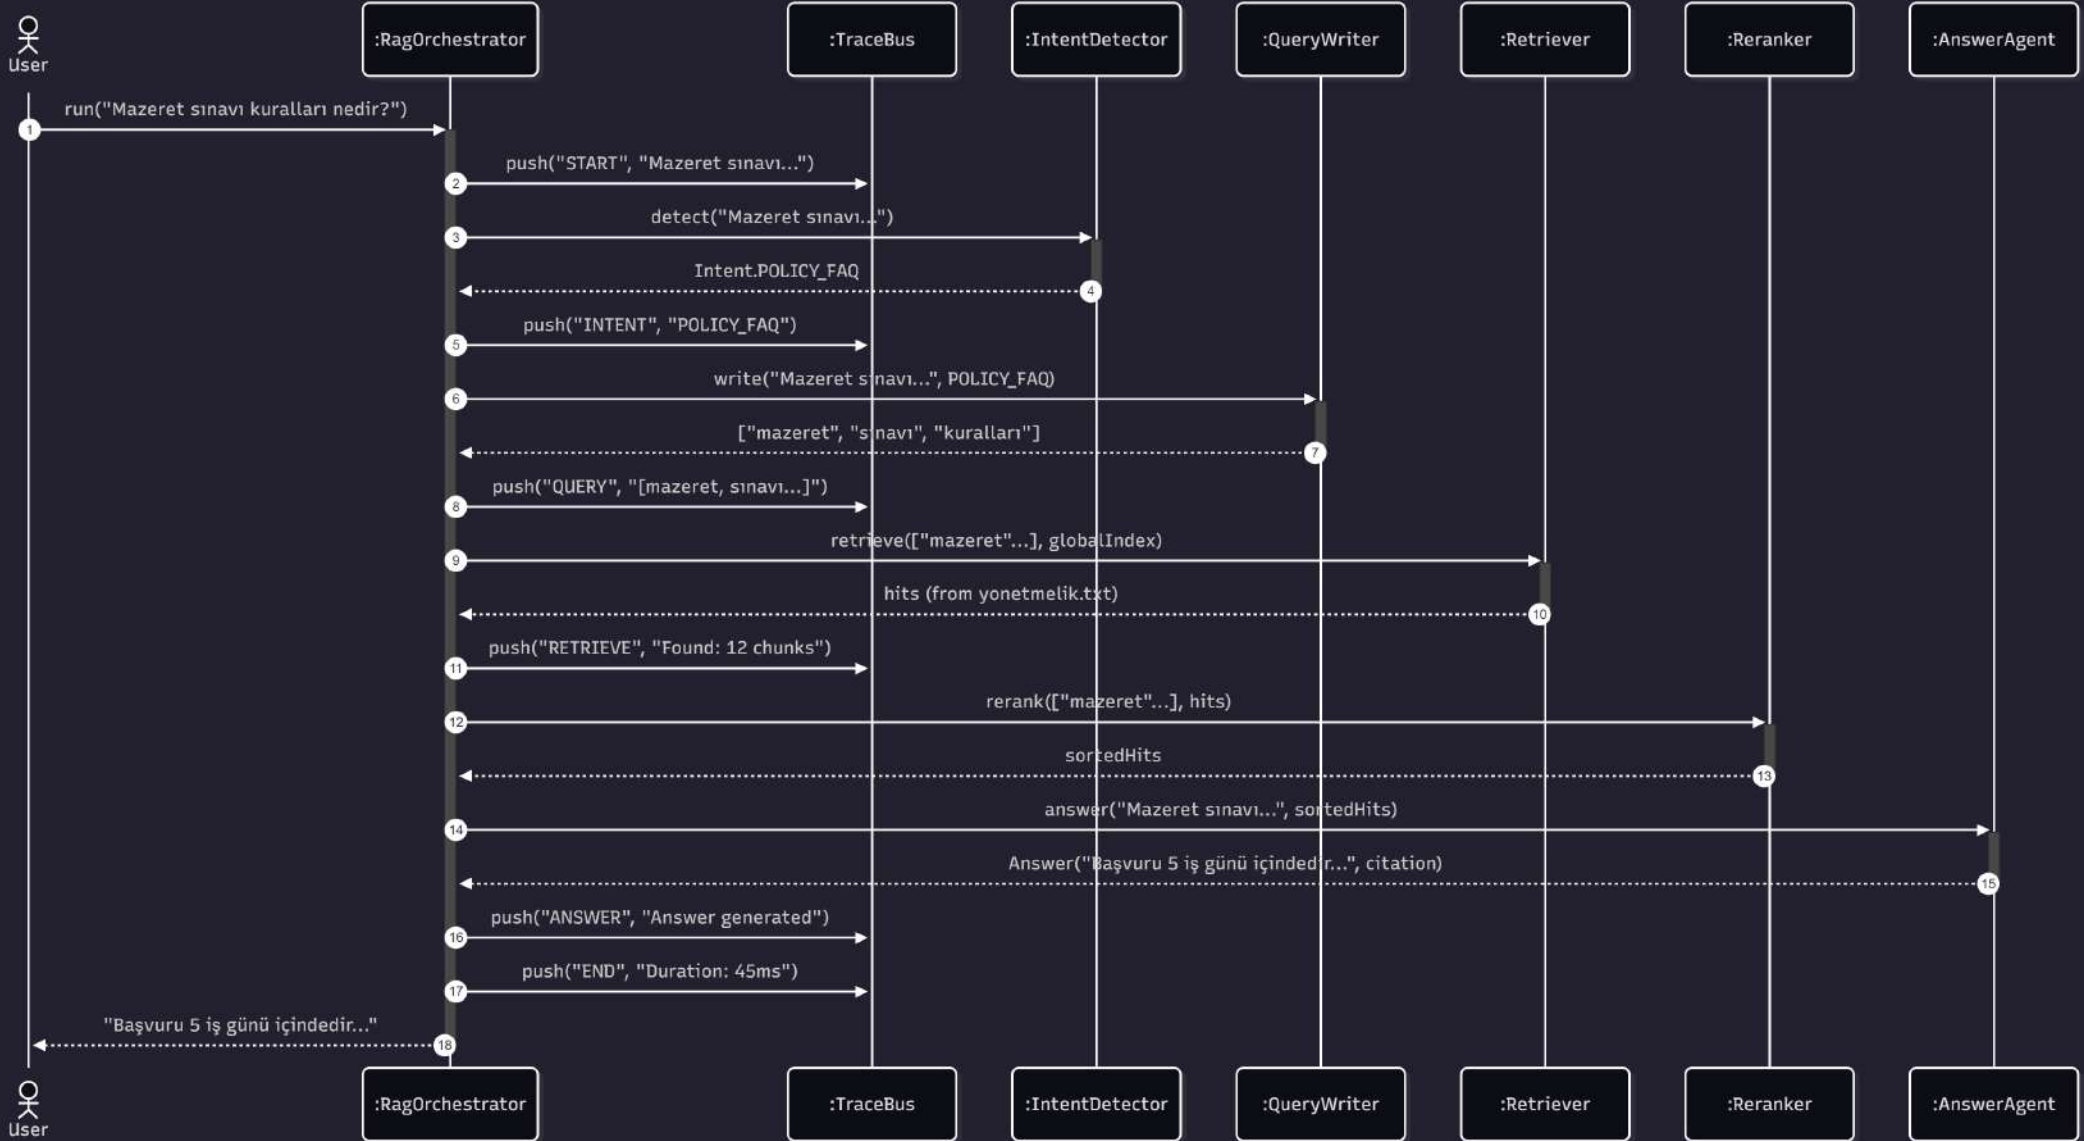 :RagOrchestrator
:TraceBus
:IntentDetector
:QueryWriter
:Retriever
:Reranker
:AnswerAgent
User
run("Mazeret sınavı kuralları nedir?")
1
push("START", "Mazeret sınavı...")
2
detect("Mazeret sınavı...")
3
Intent.POLICY_FAQ
4
push("INTENT", "POLICY_FAQ")
5
write("Mazeret sınavı...", POLICY_FAQ)
6
["mazeret", "sınavı", "kuralları"]
7
push("QUERY", "[mazeret, sınavı...]")
8
retrieve(["mazeret"...], globalIndex)
9
hits (from yonetmelik.txt)
10
push("RETRIEVE", "Found: 12 chunks")
11
rerank(["mazeret"...], hits)
12
sortedHits
13
answer("Mazeret sınavı...", sortedHits)
14
Answer("Başvuru 5 iş günü içindedir...", citation)
15
push("ANSWER", "Answer generated")
16
push("END", "Duration: 45ms")
17
"Başvuru 5 iş günü içindedir..."
18
:RagOrchestrator
:TraceBus
:IntentDetector
:QueryWriter
:Retriever
:Reranker
:AnswerAgent
User